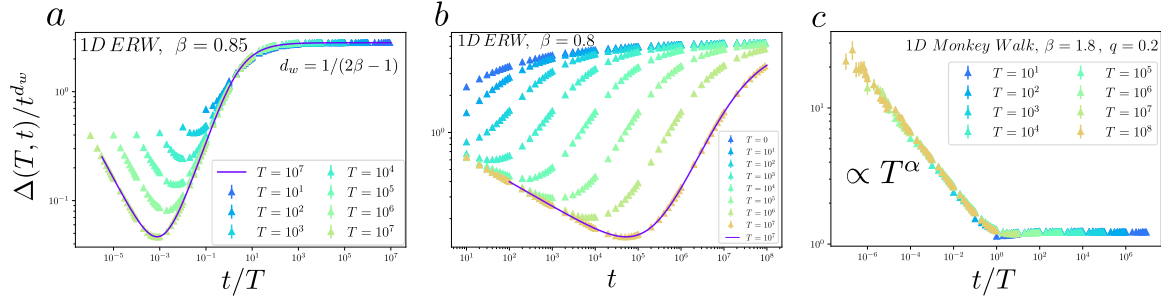 a
1D ERW, β = 0.85
d_w = 1/(2β − 1)
Δ(T, t)/t^{d_w}
10^0
10^{-1}
T = 10^7
T = 10^1
T = 10^2
T = 10^3
T = 10^4
T = 10^5
T = 10^6
T = 10^7
10^{-5} 10^{-3} 10^{-1} 10^1 10^3 10^5 10^7
t/T
b
1D ERW, β = 0.8
10^0
T = 0
T = 10^1
T = 10^2
T = 10^3
T = 10^4
T = 10^5
T = 10^6
T = 10^7
T = 10^7
10^1 10^2 10^3 10^4 10^5 10^6 10^7 10^8
t
c
1D Monkey Walk, β = 1.8 , q = 0.2
T = 10^1
T = 10^2
T = 10^3
T = 10^4
T = 10^5
T = 10^6
T = 10^7
T = 10^8
10^1
∝ T^α
10^0
10^{-6} 10^{-4} 10^{-2} 10^0 10^2 10^4 10^6
t/T